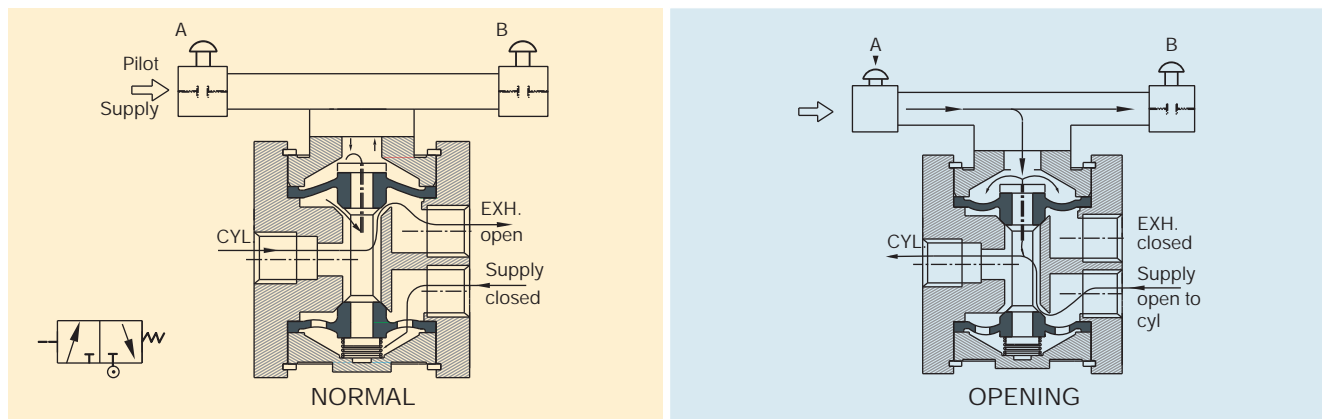 A
B
Pilot
Supply
CYL.
EXH.
open
Supply
closed
NORMAL
A
B
CYL.
EXH.
closed
Supply
open to
cyl
OPENING